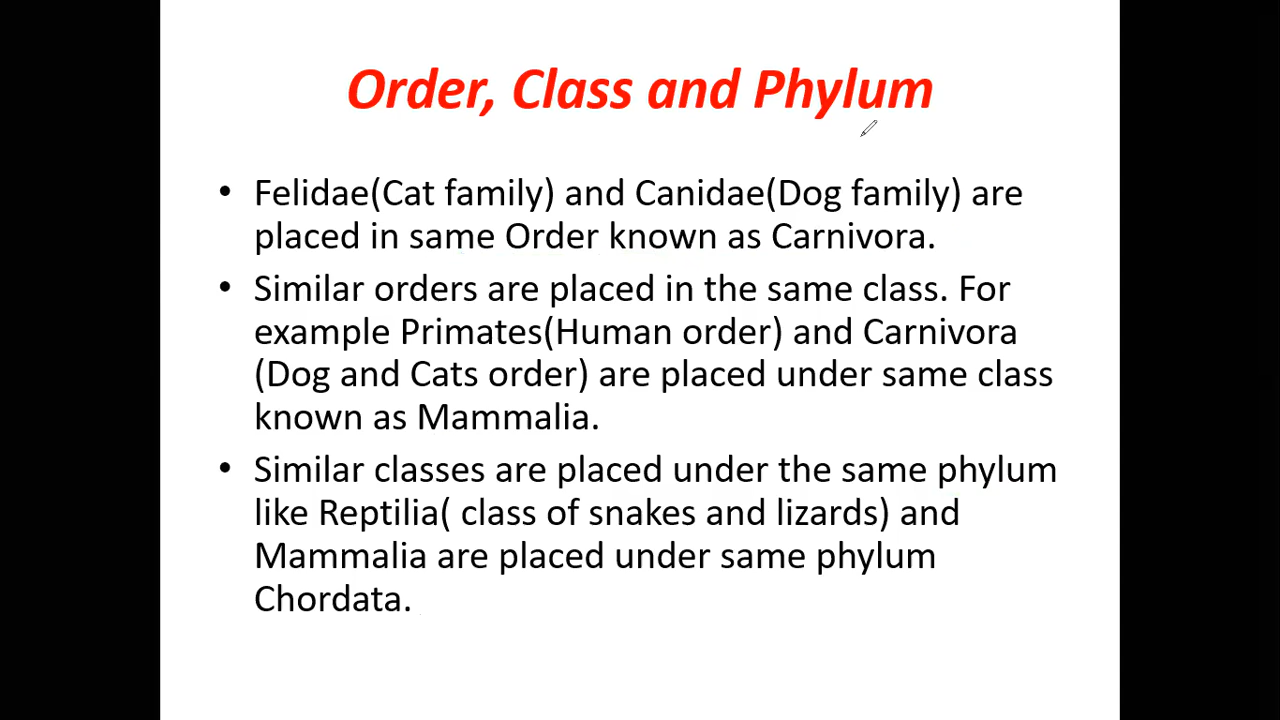 Order, Class and Phylum
• Felidae(Cat family) and Canidae(Dog family) are
placed in same Order known as Carnivora.
• Similar orders are placed in the same class. For
example Primates(Human order) and Carnivora
(Dog and Cats order) are placed under same class
known as Mammalia.
• Similar classes are placed under the same phylum
like Reptilia( class of snakes and lizards) and
Mammalia are placed under same phylum
Chordata.